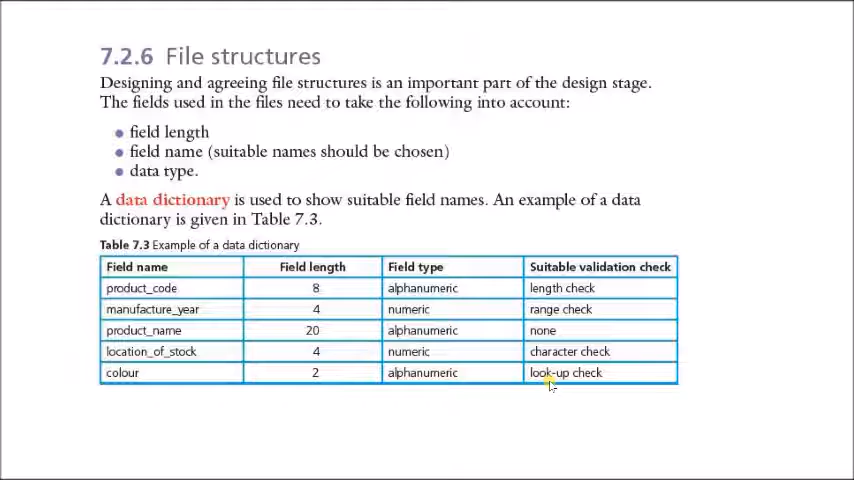 7.2.6 File structures
Designing and agreeing file structures is an important part of the design stage.
The fields used in the files need to take the following into account:
● field length
● field name (suitable names should be chosen)
● data type.
A data dictionary is used to show suitable field names. An example of a data
dictionary is given in Table 7.3.
Table 7.3 Example of a data dictionary
Field name Field length Field type Suitable validation check
product_code 8 alphanumeric length check
manufacture_year 4 numeric range check
product_name 20 alphanumeric none
location_of_stock 4 numeric character check
colour 2 alphanumeric look-up check